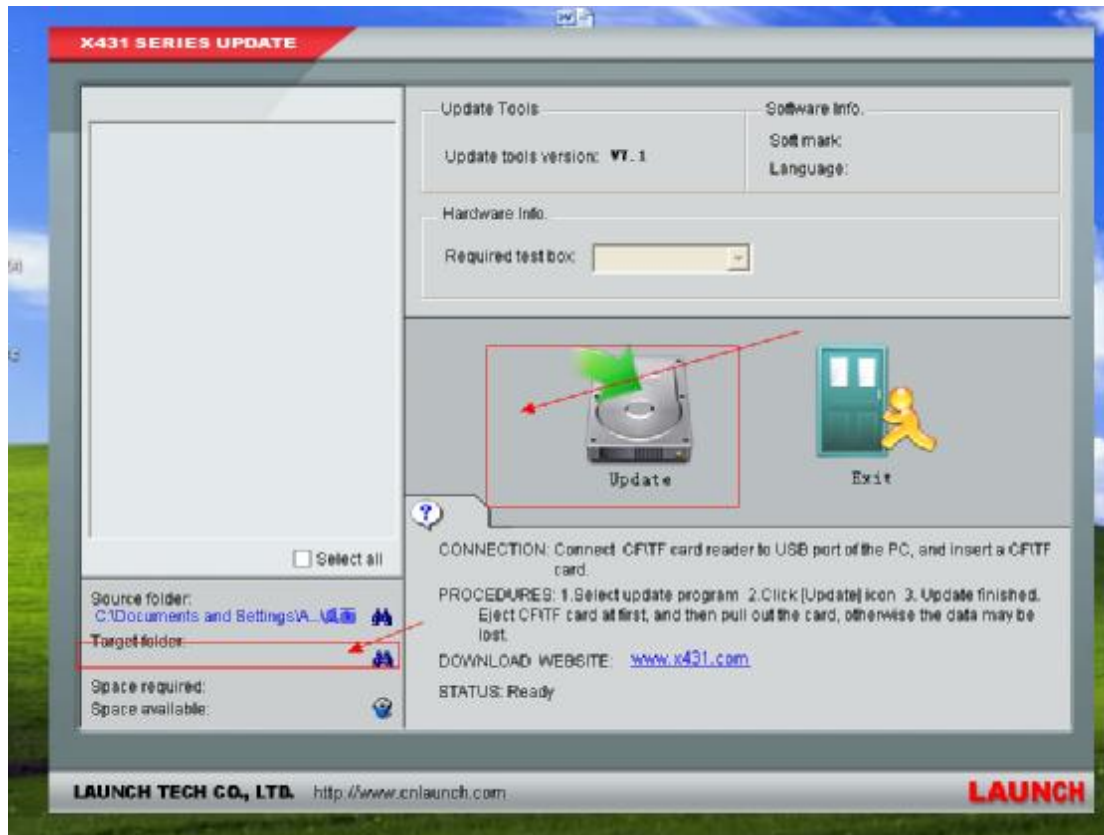 X431 SERIES UPDATE
Update Tools
Update tools version: V7.1
Software Info.
Soft mark:
Language:
Hardware Info.
Required test box:
Update
Exit
Select all
Source folder:
C:\Documents and Settings\A...\桌面
Target folder:
Space required:
Space available:
CONNECTION: Connect CF\TF card reader to USB port of the PC, and insert a CF\TF
card.
PROCEDURES: 1.Select update program 2.Click [Update] icon 3. Update finished.
Eject CF\TF card at first, and then pull out the card, otherwise the data may be
lost.
DOWNLOAD WEBSITE: www.x431.com
STATUS: Ready
LAUNCH TECH CO., LTD. http://www.cnlaunch.com
LAUNCH